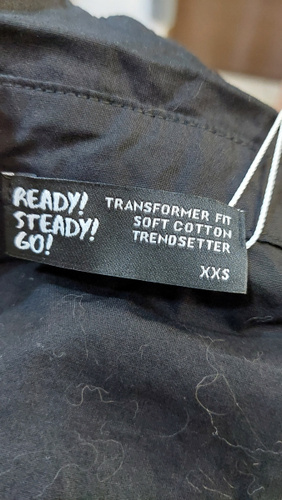 READY!
STEADY!
GO!
TRANSFORMER FIT
SOFT COTTON
TRENDSETTER
XXS